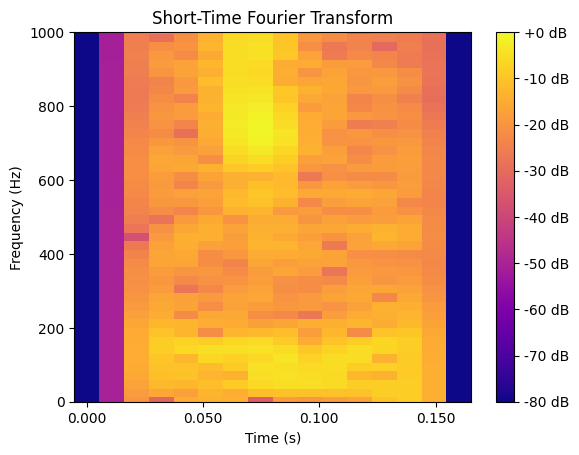 Short-Time Fourier Transform
Frequency (Hz)
1000
800
600
400
200
0
0.000 0.050 0.100 0.150
Time (s)
+0 dB
-10 dB
-20 dB
-30 dB
-40 dB
-50 dB
-60 dB
-70 dB
-80 dB